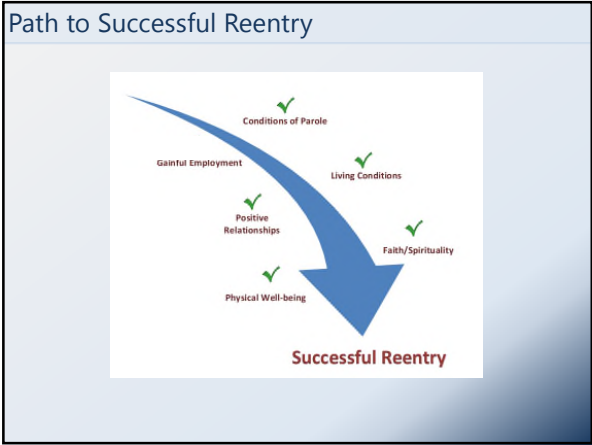 Path to Successful Reentry
Conditions of Parole
Gainful Employment
Living Conditions
Positive
Relationships
Faith/Spirituality
Physical Well-being
Successful Reentry